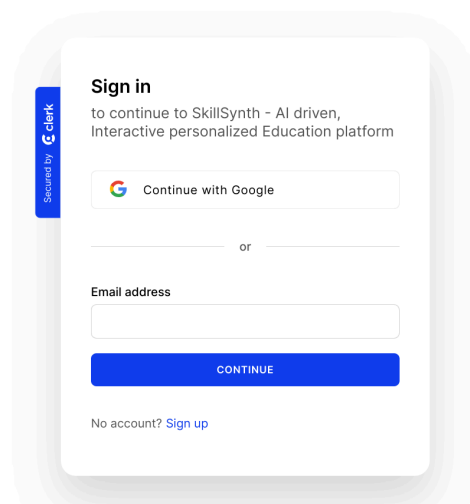 Sign in
to continue to SkillSynth - AI driven,
Interactive personalized Education platform
Secured by clerk
Continue with Google
or
Email address
CONTINUE
No account? Sign up